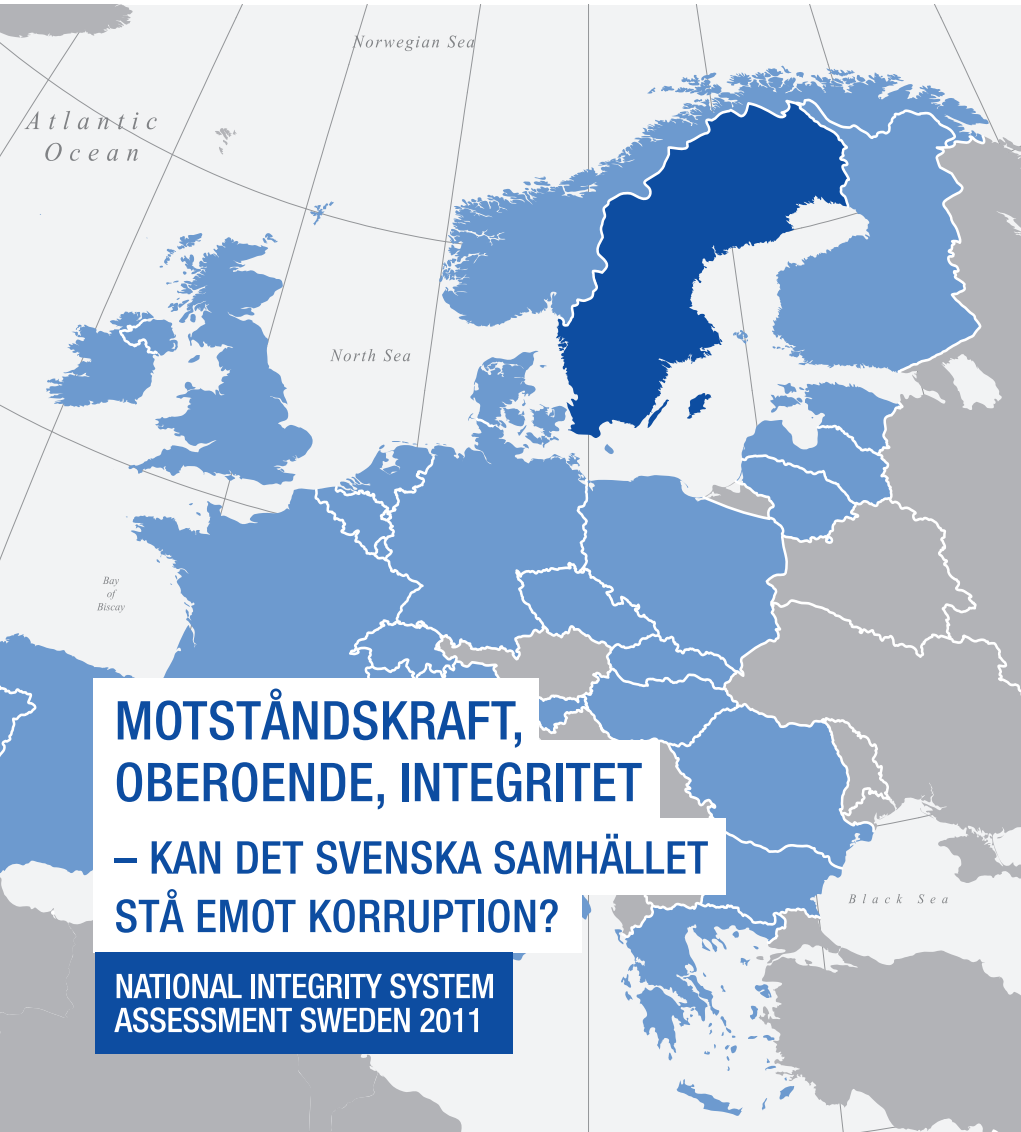 Norwegian Sea
Atlantic
Ocean
North Sea
Bay
of
Biscay
MOTSTÅNDSKRAFT,
OBEROENDE, INTEGRITET
– KAN DET SVENSKA SAMHÄLLET
STÅ EMOT KORRUPTION?
Black Sea
NATIONAL INTEGRITY SYSTEM
ASSESSMENT SWEDEN 2011